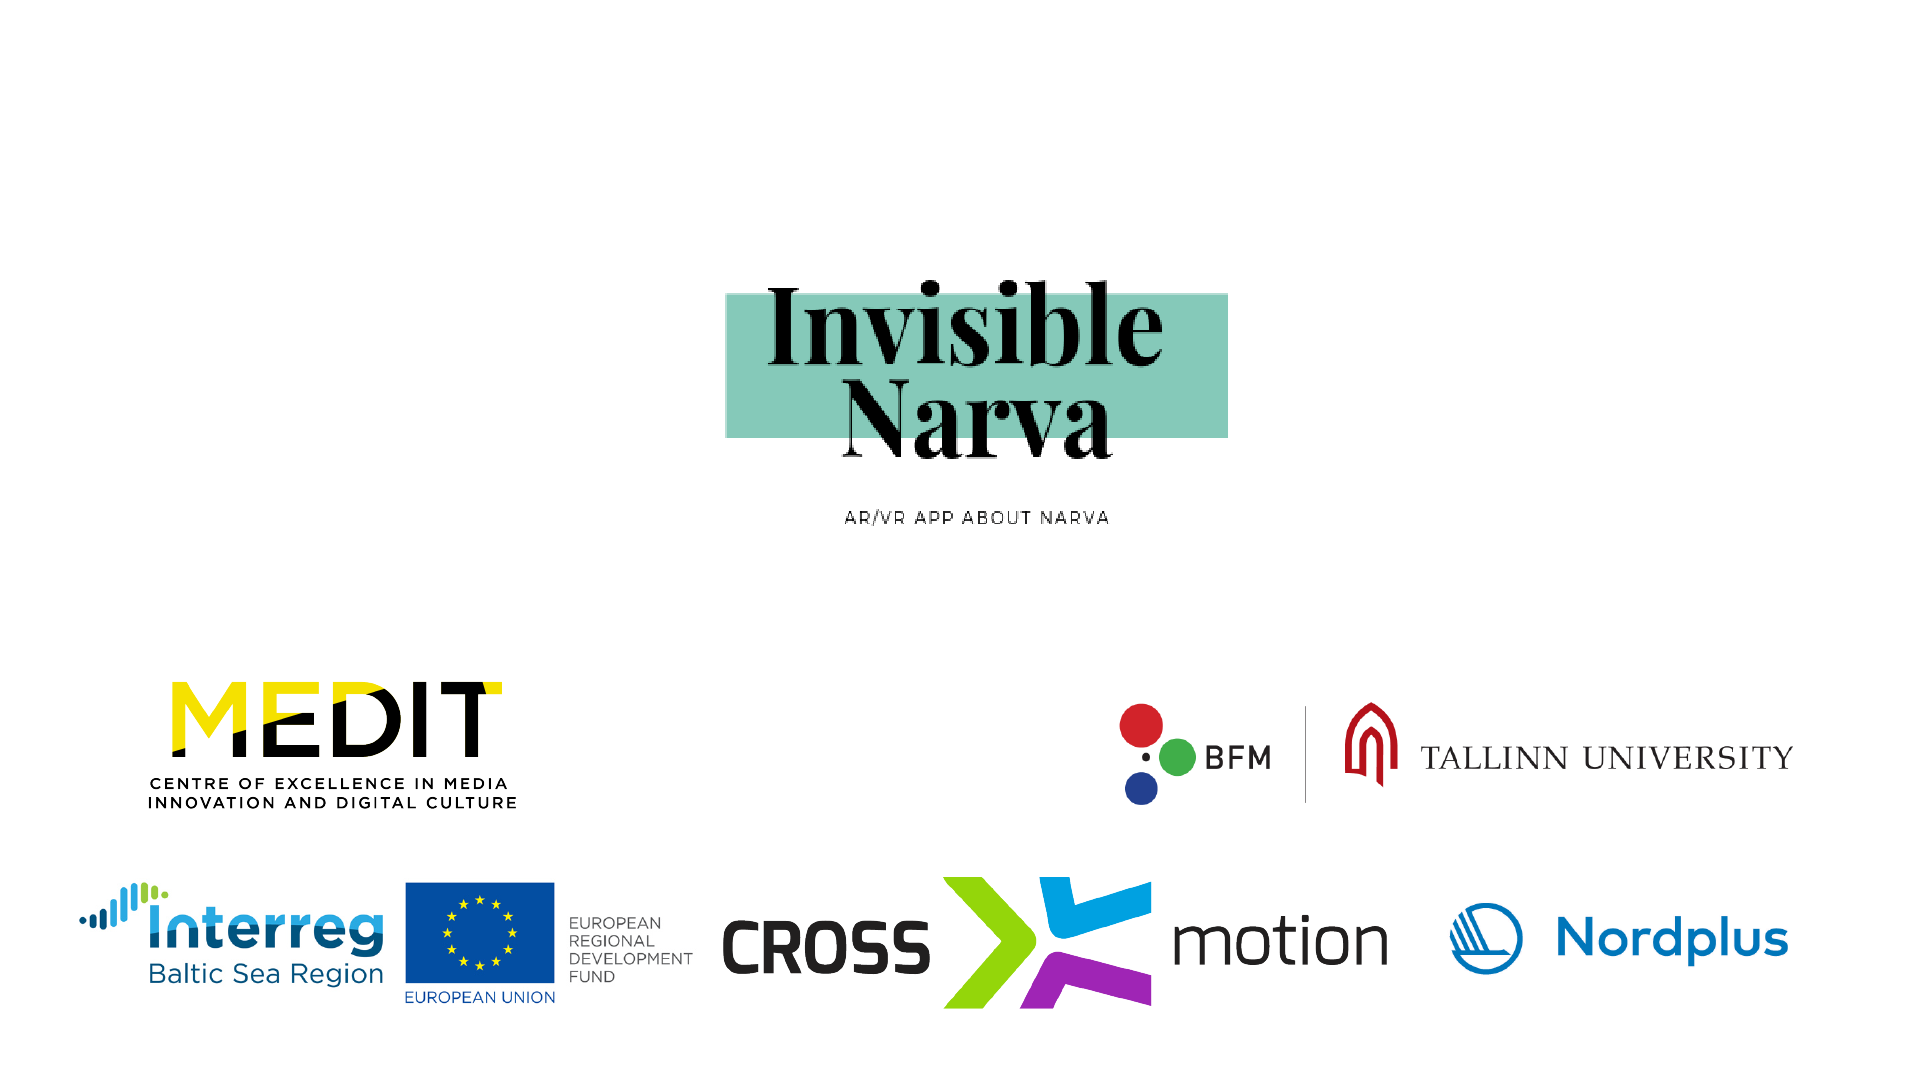 Invisible
Narva
AR/VR APP ABOUT NARVA
MEDIT
CENTRE OF EXCELLENCE IN MEDIA
INNOVATION AND DIGITAL CULTURE
BFM
TALLINN UNIVERSITY
Interreg
Baltic Sea Region
EUROPEAN UNION
EUROPEAN
REGIONAL
DEVELOPMENT
FUND
CROSS motion
Nordplus